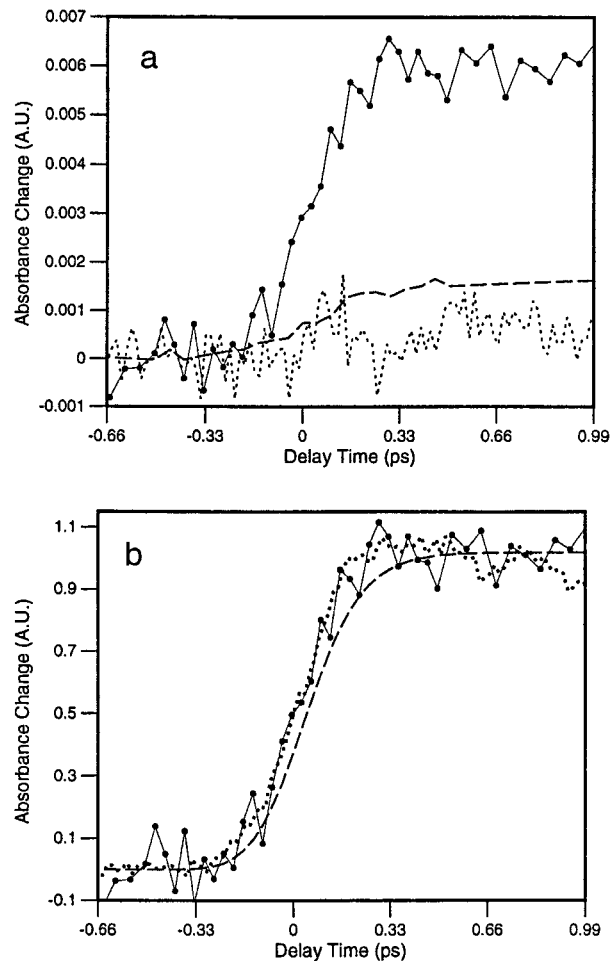 a
0.007
0.006
0.005
0.004
0.003
0.002
0.001
0
-0.001
Absorbance Change (A.U.)
-0.66 -0.33 0 0.33 0.66 0.99
Delay Time (ps)
b
1.1
0.9
0.7
0.5
0.3
0.1
-0.1
Absorbance Change (A.U.)
-0.66 -0.33 0 0.33 0.66 0.99
Delay Time (ps)